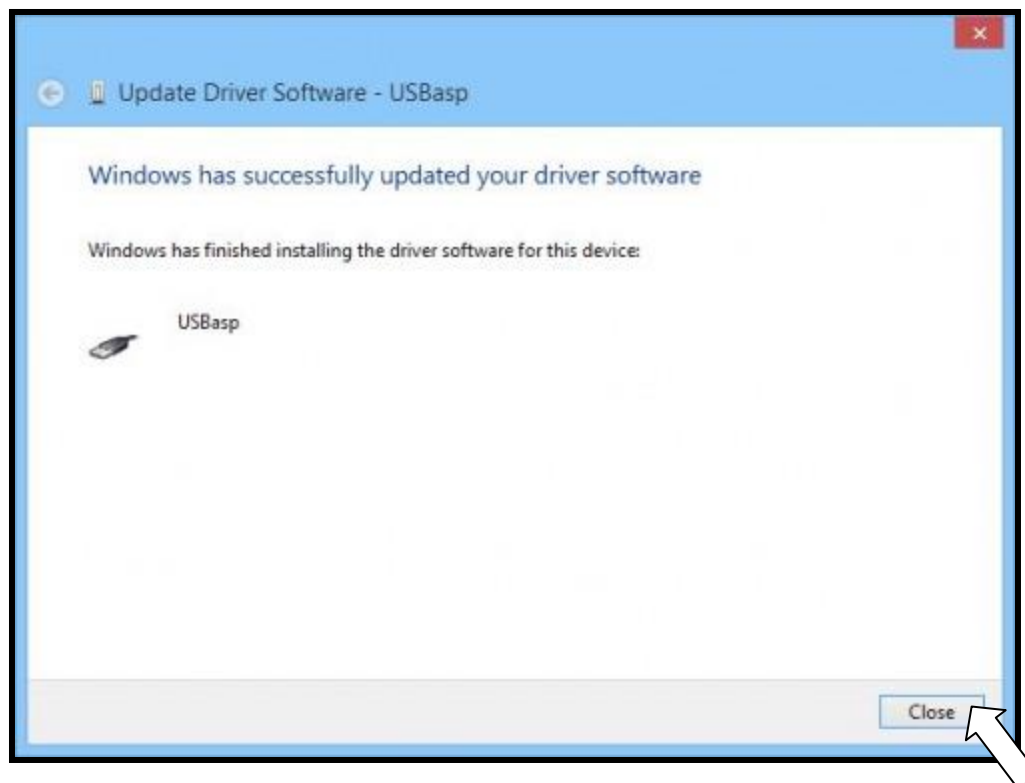 Update Driver Software - USBasp
Windows has successfully updated your driver software
Windows has finished installing the driver software for this device:
USBasp
Close